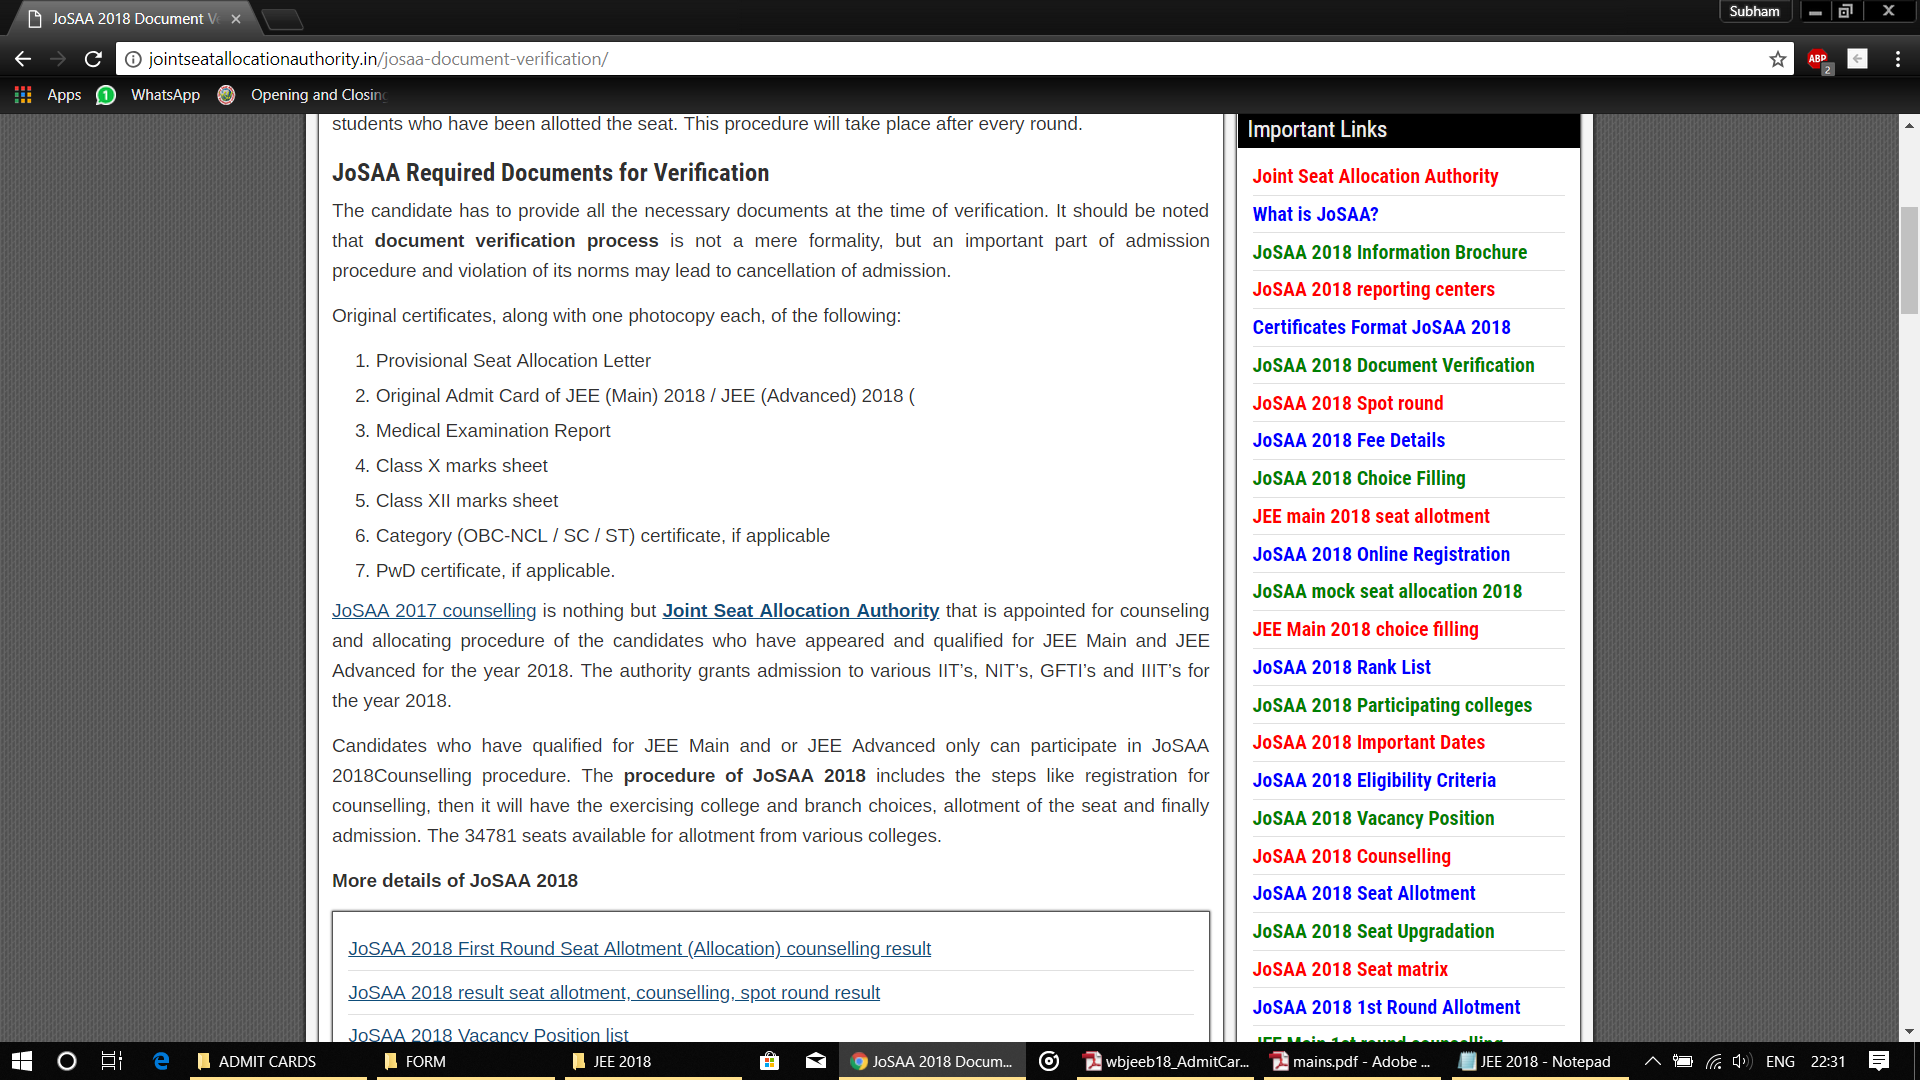 JoSAA 2018 Document Ve
Subham
jointseatallocationauthority.in/josaa-document-verification/
ABP
2
Apps
1
WhatsApp
Opening and Closin
students who have been allotted the seat. This procedure will take place after every round.
JoSAA Required Documents for Verification
The candidate has to provide all the necessary documents at the time of verification. It should be noted
that document verification process is not a mere formality, but an important part of admission
procedure and violation of its norms may lead to cancellation of admission.
Original certificates, along with one photocopy each, of the following:
1. Provisional Seat Allocation Letter
2. Original Admit Card of JEE (Main) 2018 / JEE (Advanced) 2018 (
3. Medical Examination Report
4. Class X marks sheet
5. Class XII marks sheet
6. Category (OBC-NCL / SC / ST) certificate, if applicable
7. PwD certificate, if applicable.
JoSAA 2017 counselling is nothing but Joint Seat Allocation Authority that is appointed for counseling
and allocating procedure of the candidates who have appeared and qualified for JEE Main and JEE
Advanced for the year 2018. The authority grants admission to various IIT's, NIT's, GFTI's and IIIT's for
the year 2018.
Candidates who have qualified for JEE Main and or JEE Advanced only can participate in JoSAA
2018Counselling procedure. The procedure of JoSAA 2018 includes the steps like registration for
counselling, then it will have the exercising college and branch choices, allotment of the seat and finally
admission. The 34781 seats available for allotment from various colleges.
More details of JoSAA 2018
JoSAA 2018 First Round Seat Allotment (Allocation) counselling result
JoSAA 2018 result seat allotment, counselling, spot round result
JoSAA 2018 Vacancy Position list
Important Links
Joint Seat Allocation Authority
What is JoSAA?
JoSAA 2018 Information Brochure
JoSAA 2018 reporting centers
Certificates Format JoSAA 2018
JoSAA 2018 Document Verification
JoSAA 2018 Spot round
JoSAA 2018 Fee Details
JoSAA 2018 Choice Filling
JEE main 2018 seat allotment
JoSAA 2018 Online Registration
JoSAA mock seat allocation 2018
JEE Main 2018 choice filling
JoSAA 2018 Rank List
JoSAA 2018 Participating colleges
JoSAA 2018 Important Dates
JoSAA 2018 Eligibility Criteria
JoSAA 2018 Vacancy Position
JoSAA 2018 Counselling
JoSAA 2018 Seat Allotment
JoSAA 2018 Seat Upgradation
JoSAA 2018 Seat matrix
JoSAA 2018 1st Round Allotment
JEE Main 1st round counselling
ADMIT CARDS
FORM
JEE 2018
JoSAA 2018 Docum...
wbjeeb18_AdmitCar...
mains.pdf - Adobe ...
JEE 2018 - Notepad
ENG
22:31